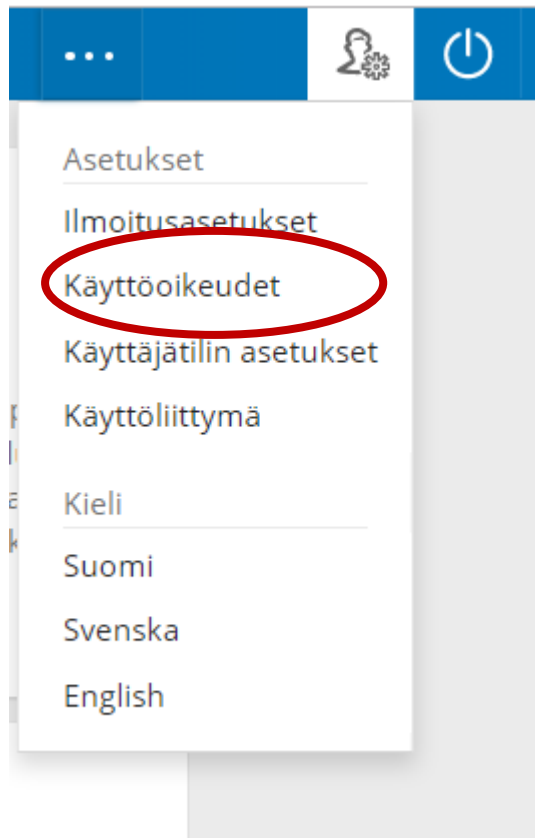 Asetukset
Ilmoitusasetukset
Käyttöoikeudet
Käyttäjätilin asetukset
Käyttöliittymä
Kieli
Suomi
Svenska
English